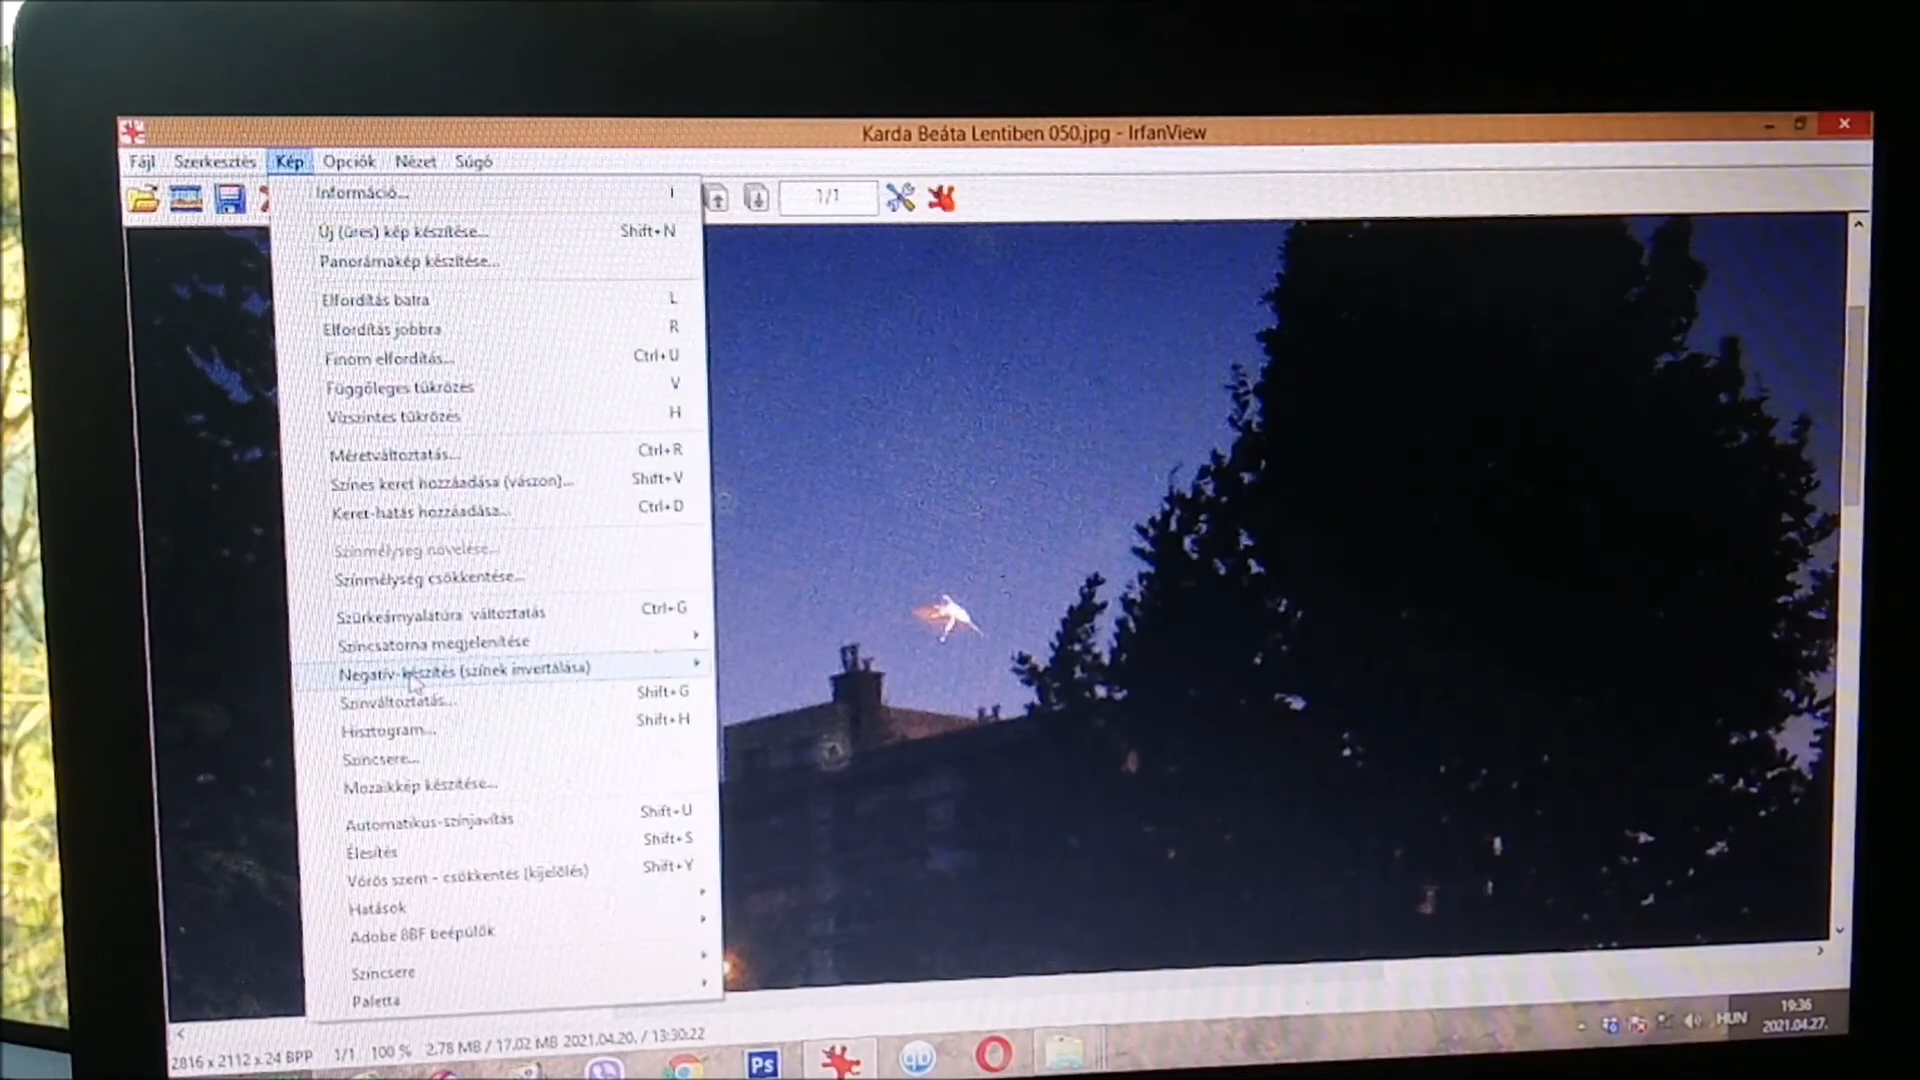 Karda Beáta Lentiben 050.jpg - IrfanView
Fájl Szerkesztés Kép Opciók Nézet Súgó
1/1
Információ... I
Új (üres) kép készítése... Shift+N
Panorámakép készítése...
Elfordítás balra L
Elfordítás jobbra R
Finom elfordítás... Ctrl+U
Függőleges tükrözés V
Vízszintes tükrözés H
Méretváltoztatás... Ctrl+R
Színes keret hozzáadása (vászon)... Shift+V
Keret-hatás hozzáadása... Ctrl+D
Színmélység növelése...
Színmélység csökkentése...
Szürkeárnyalatúra változtatás Ctrl+G
Színcsatorna megjelenítése
Negatív-készítés (színek invertálása)
Színváltoztatás... Shift+G
Hisztogram... Shift+H
Színcsere...
Mozaikkép készítése...
Automatikus-színjavítás Shift+U
Élesítés Shift+S
Vörös szem - csökkentés (kijelölés) Shift+Y
Hatások
Adobe 8BF beépülők
Színcsere
Paletta
2816 x 2112 x 24 BPP 1/1 100 % 2.78 MB / 17.02 MB 2021.04.20. / 13:30:22
Ps
HUN
19:36
2021.04.27.